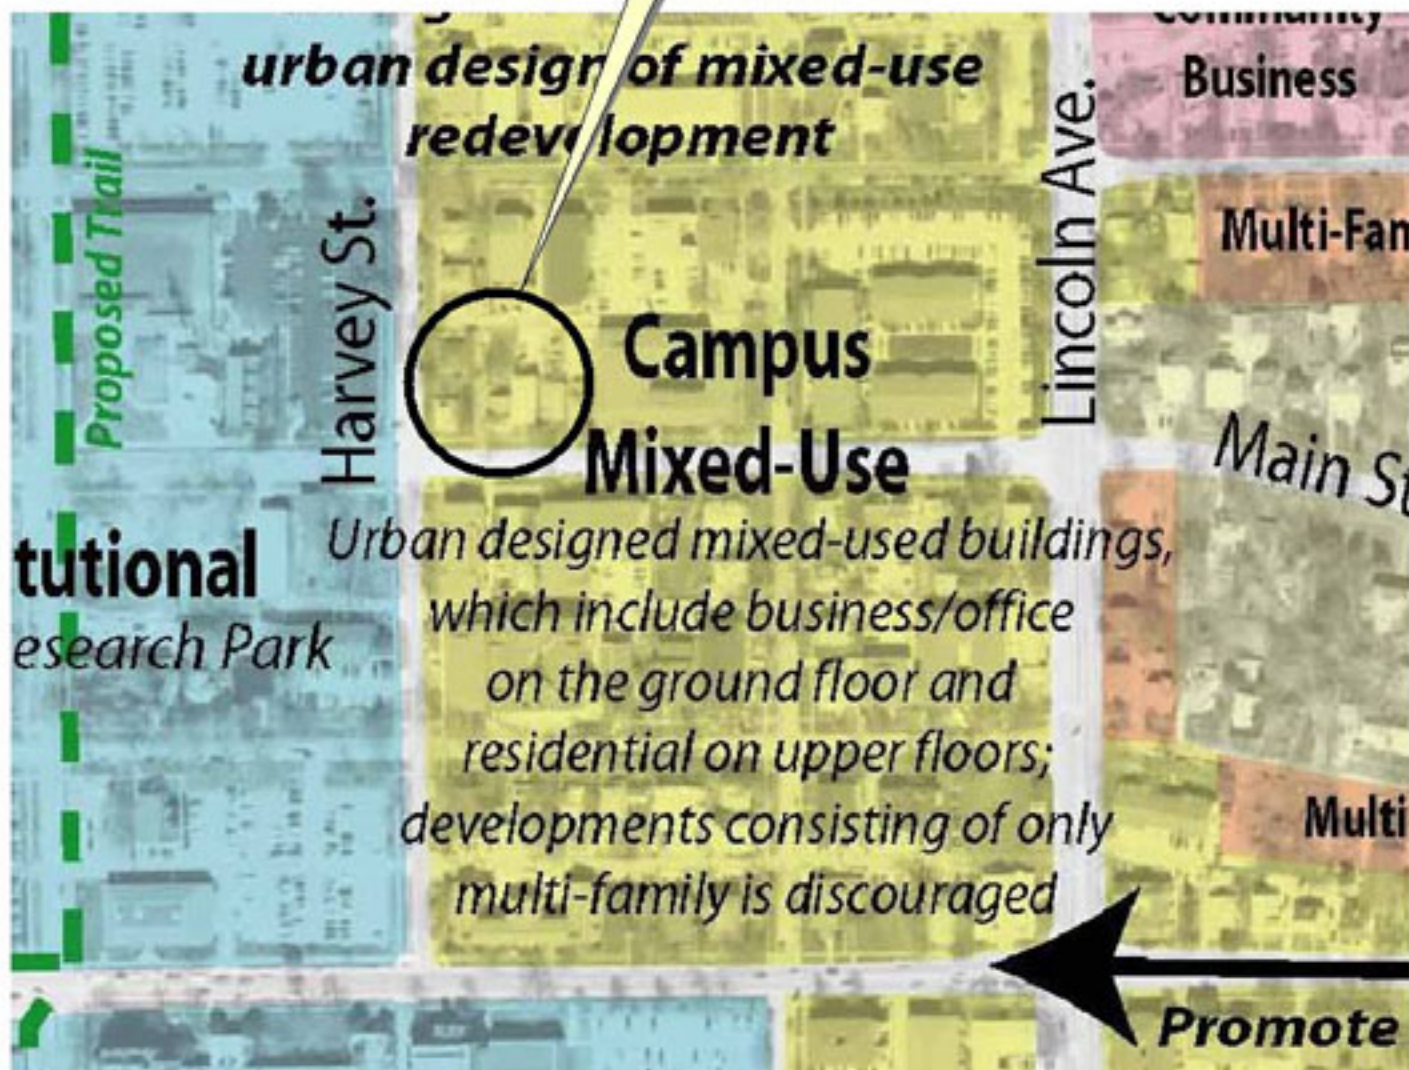 Community
Business
urban design of mixed-use
redevelopment
Proposed Trail
Harvey St.
Lincoln Ave.
Multi-Fam
Campus
Mixed-Use
Main St
tutional
esearch Park
Urban designed mixed-used buildings,
which include business/office
on the ground floor and
residential on upper floors;
developments consisting of only
multi-family is discouraged
Multi
Promote